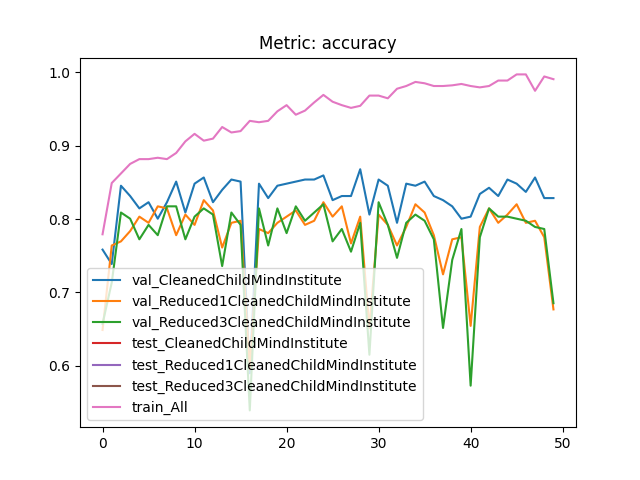 Metric: accuracy
1.0
0.9
0.8
0.7
0.6
val_CleanedChildMindInstitute
val_Reduced1CleanedChildMindInstitute
val_Reduced3CleanedChildMindInstitute
test_CleanedChildMindInstitute
test_Reduced1CleanedChildMindInstitute
test_Reduced3CleanedChildMindInstitute
train_All
0 10 20 30 40 50